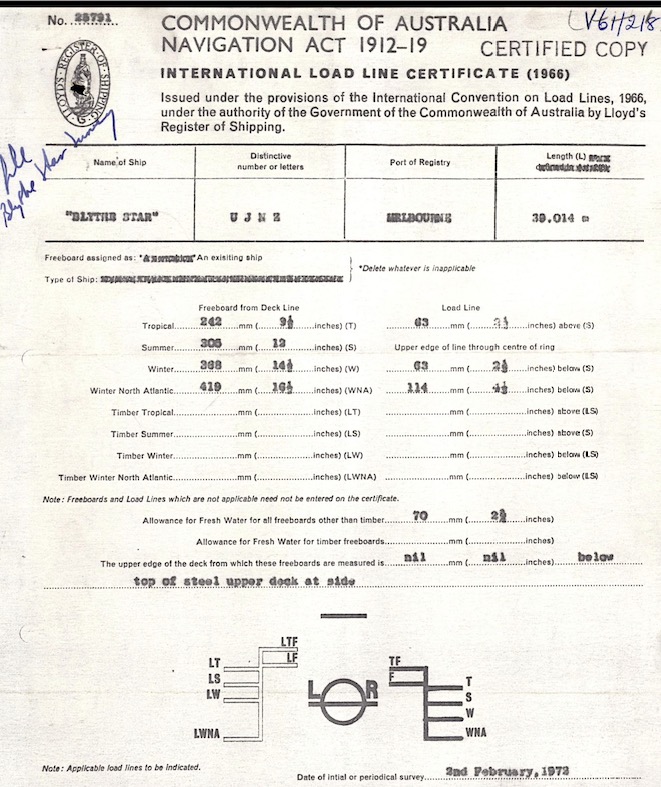 No. 25791
COMMONWEALTH OF AUSTRALIA
V61/218
NAVIGATION ACT 1912–19
CERTIFIED COPY
LLOYDS · REGISTER · OF · SHIPPING
INTERNATIONAL LOAD LINE CERTIFICATE (1966)
Issued under the provisions of the International Convention on Load Lines, 1966,
under the authority of the Government of the Commonwealth of Australia by Lloyd's
Register of Shipping.
file
Blythe Star Survey
Name of Ship
Distinctive
number or letters
Port of Registry
Length (L)
"BLYTHE STAR"
U J N Z
MELBOURNE
39.014 m
Freeboard assigned as: * An exisiting ship
*Delete whatever is inapplicable
Type of Ship:
Freeboard from Deck Line
Load Line
Tropical 242 mm ( 9½ inches) (T) 63 mm ( 2½ inches) above (S)
Summer 305 mm ( 12 inches) (S) Upper edge of line through centre of ring
Winter 368 mm ( 14½ inches) (W) 63 mm ( 2½ inches) below (S)
Winter North Atlantic 419 mm ( 16½ inches) (WNA) 114 mm ( 4½ inches) below (S)
Timber Tropical mm ( inches) (LT) mm ( inches) above (LS)
Timber Summer mm ( inches) (LS) mm ( inches) above (S)
Timber Winter mm ( inches) (LW) mm ( inches) below (LS)
Timber Winter North Atlantic mm ( inches) (LWNA) mm ( inches) below (LS)
Note: Freeboards and Load Lines which are not applicable need not be entered on the certificate.
Allowance for Fresh Water for all freeboards other than timber 70 mm ( inches)
Allowance for Fresh Water for timber freeboards mm ( inches)
The upper edge of the deck from which these freeboards are measured is nil mm ( nil inches) below
top of steel upper deck at side
LTF
LT
LF
LS
LW
LWNA
L R
TF
F
T
S
W
WNA
Note: Applicable load lines to be indicated.
Date of intial or periodical survey 2nd February, 1972